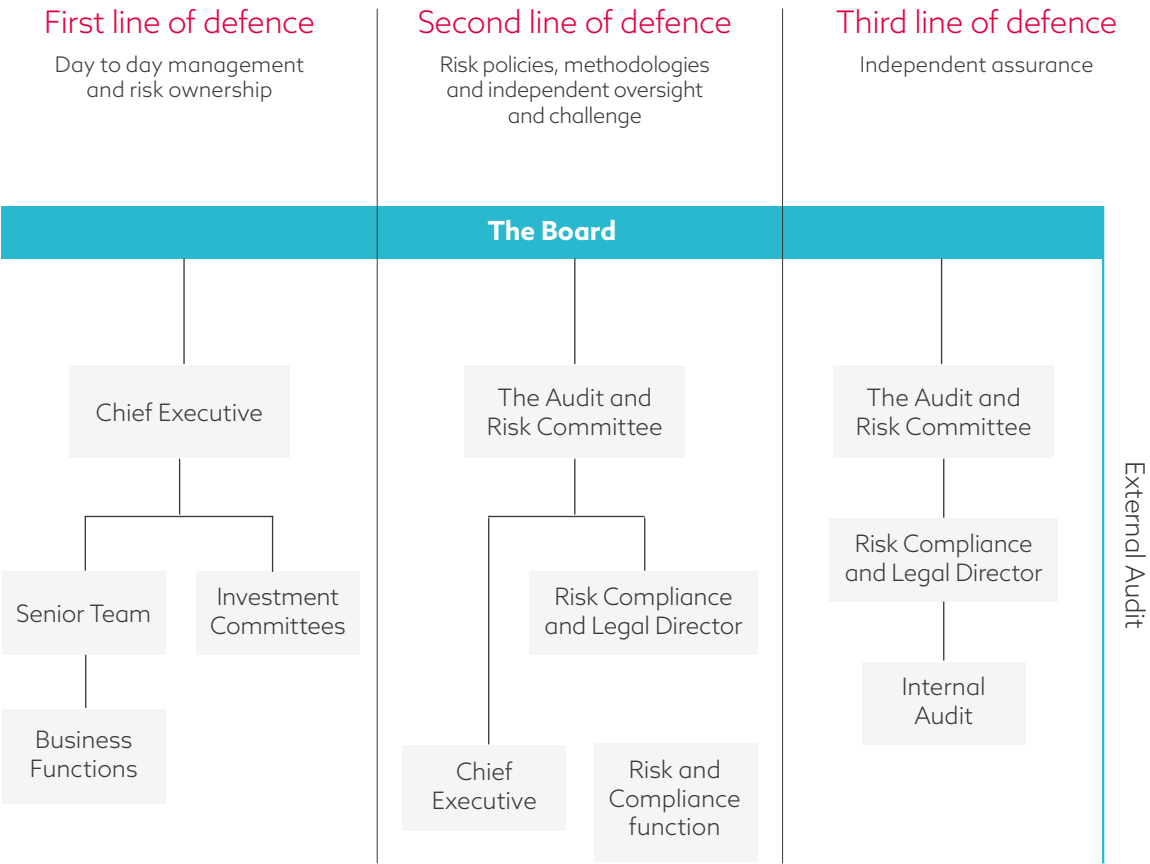 First line of defence
Day to day management
and risk ownership
Second line of defence
Risk policies, methodologies
and independent oversight
and challenge
Third line of defence
Independent assurance
The Board
Chief Executive
Senior Team
Investment
Committees
Business
Functions
The Audit and
Risk Committee
Risk Compliance
and Legal Director
Chief
Executive
Risk and
Compliance
function
The Audit and
Risk Committee
Risk Compliance
and Legal Director
Internal
Audit
External Audit